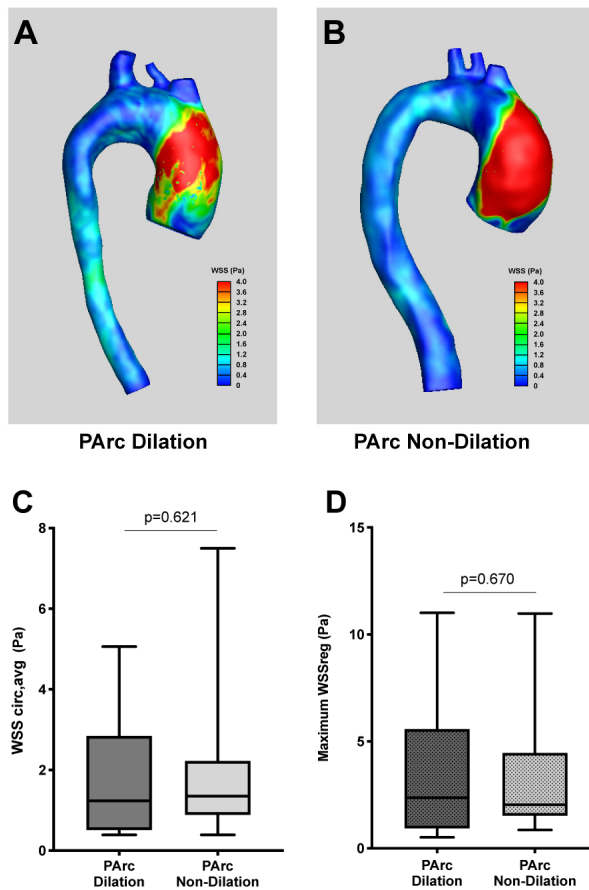 A
B
WSS (Pa)
4.0
3.6
3.2
2.8
2.4
2.0
1.6
1.2
0.8
0.4
0
WSS (Pa)
4.0
3.6
3.2
2.8
2.4
2.0
1.6
1.2
0.8
0.4
0
PArc Dilation
PArc Non-Dilation
C
p=0.621
WSS circ,avg (Pa)
8
6
4
2
0
PArc
Dilation
PArc
Non-Dilation
D
p=0.670
Maximum WSSreg (Pa)
15
10
5
0
PArc
Dilation
PArc
Non-Dilation